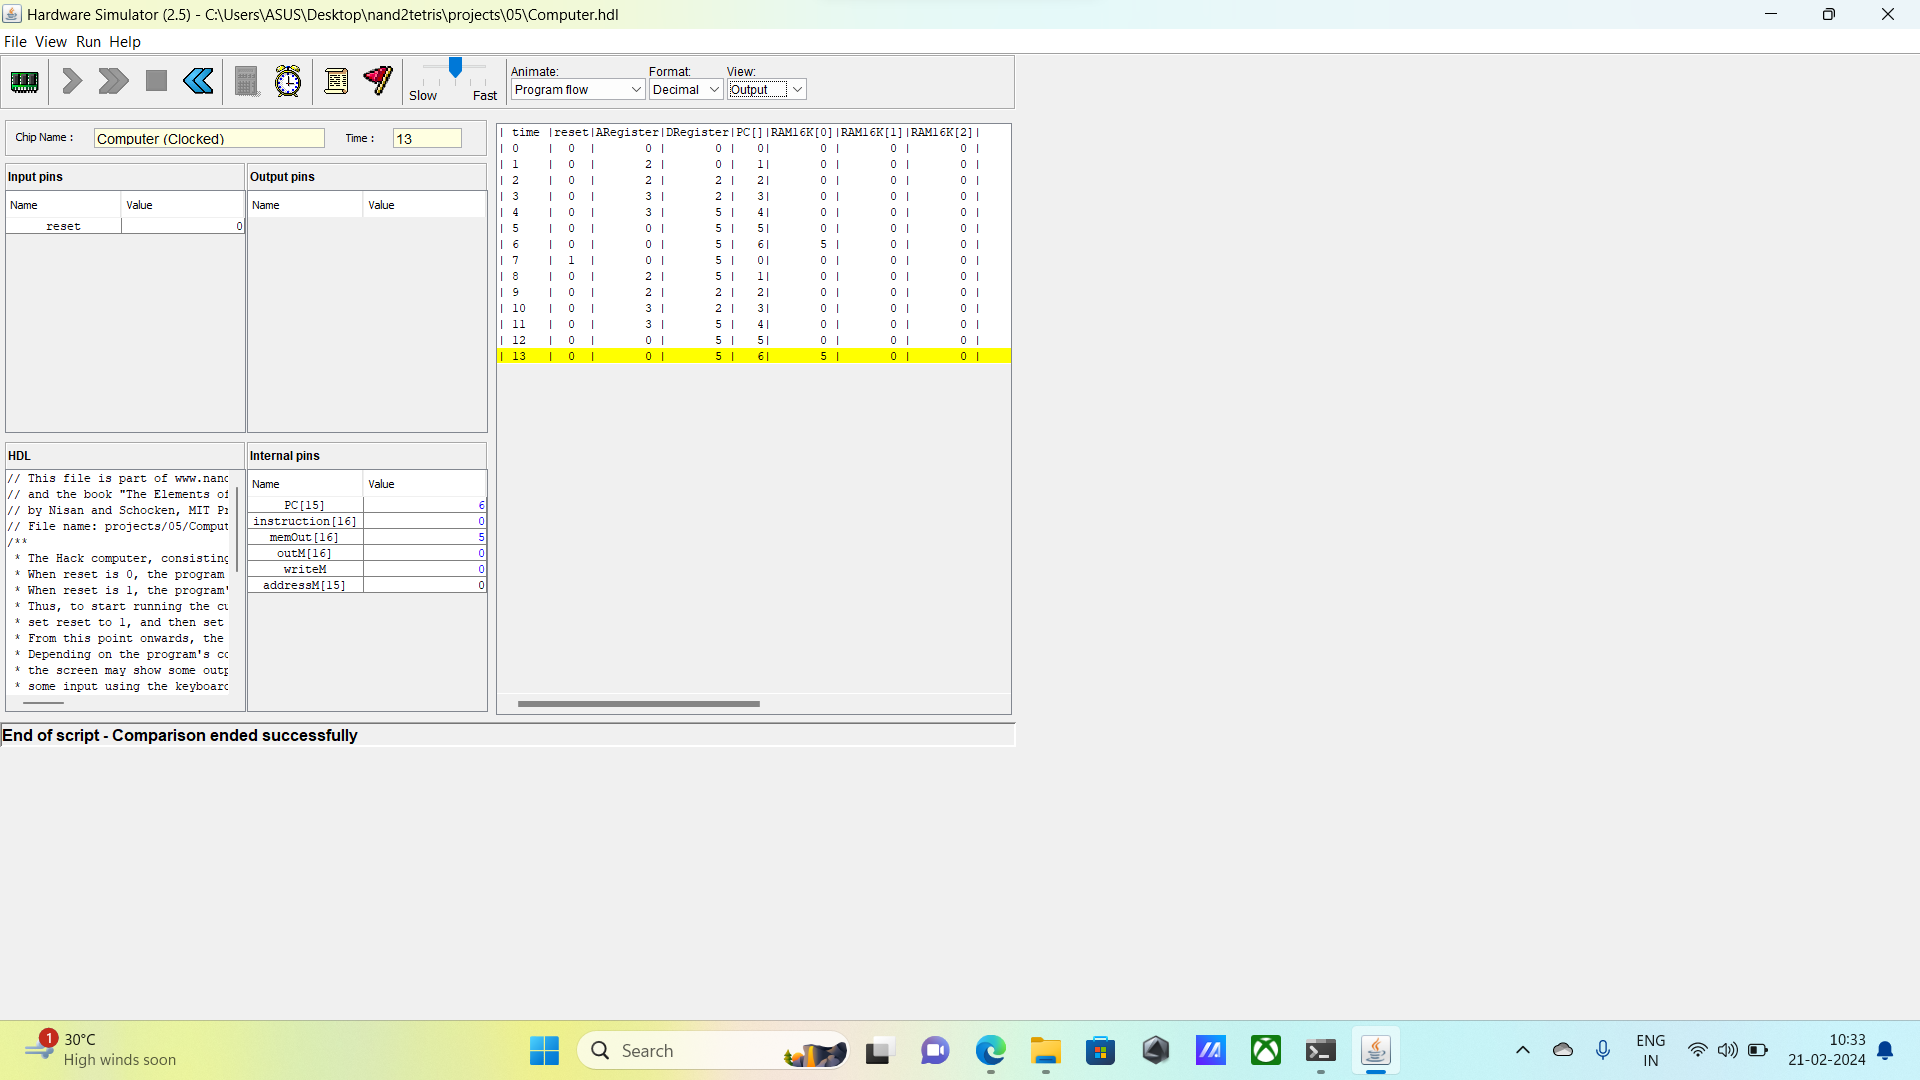 Hardware Simulator (2.5) - C:\Users\ASUS\Desktop\nand2tetris\projects\05\Computer.hdl
File View Run Help
Slow Fast
Animate: Format: View:
Program flow Decimal Output
Chip Name : Computer (Clocked) Time : 13
Input pins
Name Value
reset 0
Output pins
Name Value
| time |reset|ARegister|DRegister|PC[]|RAM16K[0]|RAM16K[1]|RAM16K[2]|
| 0 | 0 | 0 | 0 | 0| 0 | 0 | 0 |
| 1 | 0 | 2 | 0 | 1| 0 | 0 | 0 |
| 2 | 0 | 2 | 2 | 2| 0 | 0 | 0 |
| 3 | 0 | 3 | 2 | 3| 0 | 0 | 0 |
| 4 | 0 | 3 | 5 | 4| 0 | 0 | 0 |
| 5 | 0 | 0 | 5 | 5| 0 | 0 | 0 |
| 6 | 0 | 0 | 5 | 6| 5 | 0 | 0 |
| 7 | 1 | 0 | 5 | 0| 0 | 0 | 0 |
| 8 | 0 | 2 | 5 | 1| 0 | 0 | 0 |
| 9 | 0 | 2 | 2 | 2| 0 | 0 | 0 |
| 10 | 0 | 3 | 2 | 3| 0 | 0 | 0 |
| 11 | 0 | 3 | 5 | 4| 0 | 0 | 0 |
| 12 | 0 | 0 | 5 | 5| 0 | 0 | 0 |
| 13 | 0 | 0 | 5 | 6| 5 | 0 | 0 |
HDL
// This file is part of www.nand
// and the book "The Elements of
// by Nisan and Schocken, MIT Pr
// File name: projects/05/Comput
/**
* The Hack computer, consisting
* When reset is 0, the program
* When reset is 1, the program'
* Thus, to start running the cu
* set reset to 1, and then set
* From this point onwards, the
* Depending on the program's co
* the screen may show some outp
* some input using the keyboard
Internal pins
Name Value
PC[15] 6
instruction[16] 0
memOut[16] 5
outM[16] 0
writeM 0
addressM[15] 0
End of script - Comparison ended successfully
1
30°C
High winds soon
Search
ENG
IN
10:33
21-02-2024